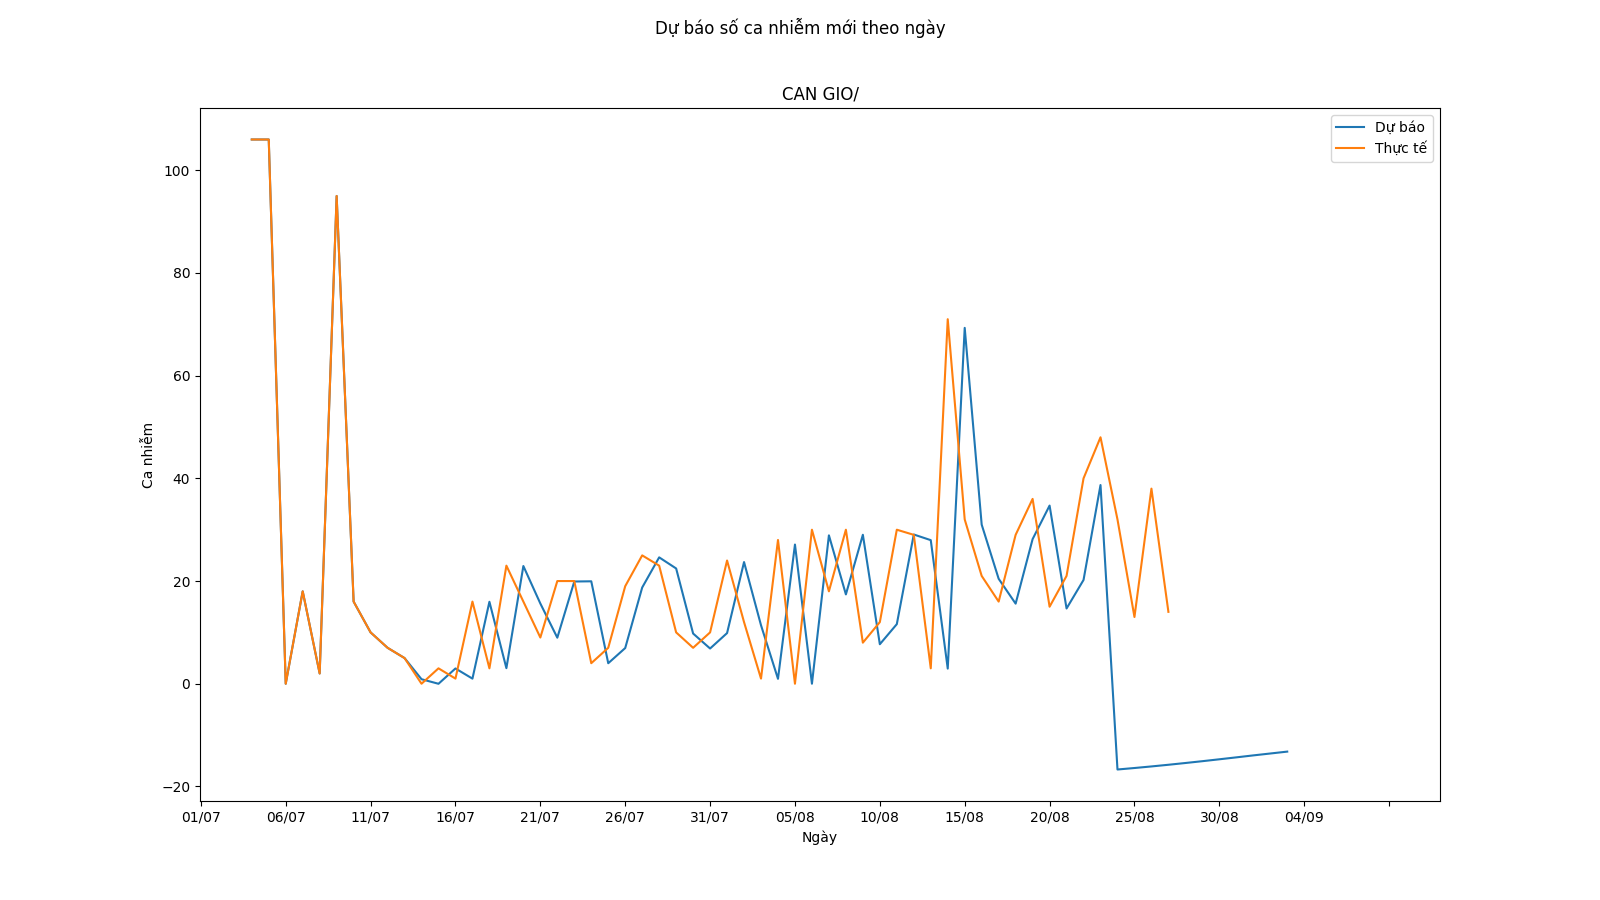 Dự báo số ca nhiễm mới theo ngày
CAN GIO/
Dự báo
Thực tế
Ca nhiễm
100
80
60
40
20
0
−20
01/07 06/07 11/07 16/07 21/07 26/07 31/07 05/08 10/08 15/08 20/08 25/08 30/08 04/09
Ngày